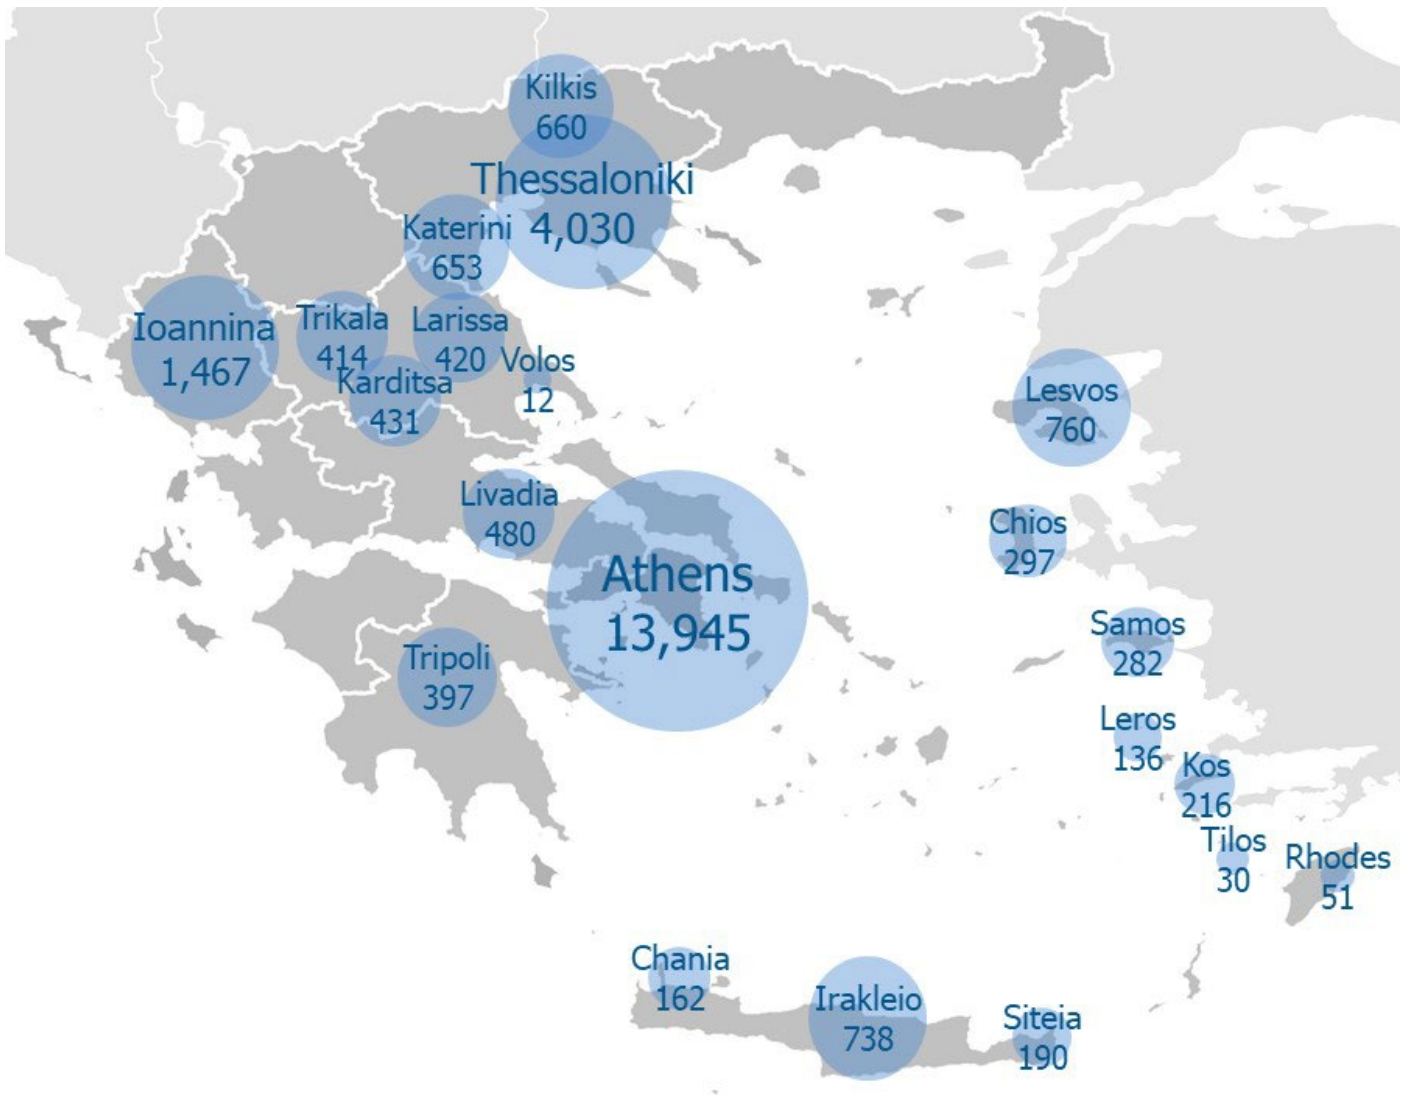 Kilkis
660
Thessaloniki
4,030
Katerini
653
Ioannina
1,467
Trikala
414
Larissa
420
Volos
12
Karditsa
431
Lesvos
760
Livadia
480
Chios
297
Athens
13,945
Samos
282
Tripoli
397
Leros
136
Kos
216
Tilos
30
Rhodes
51
Chania
162
Irakleio
738
Siteia
190